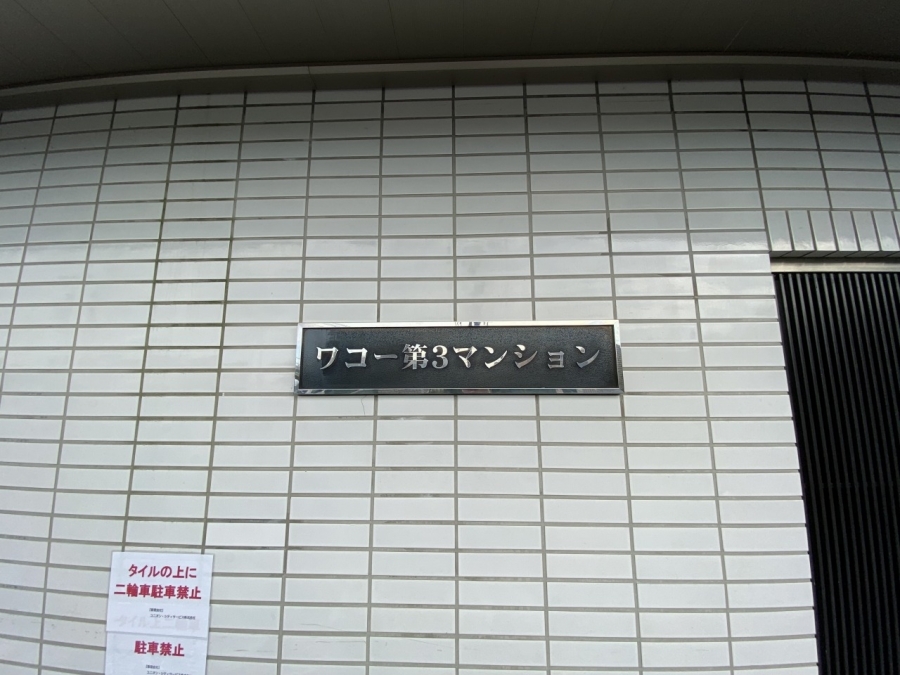 ワコー第3マンション
タイルの上に
二輪車駐車禁止
駐車禁止